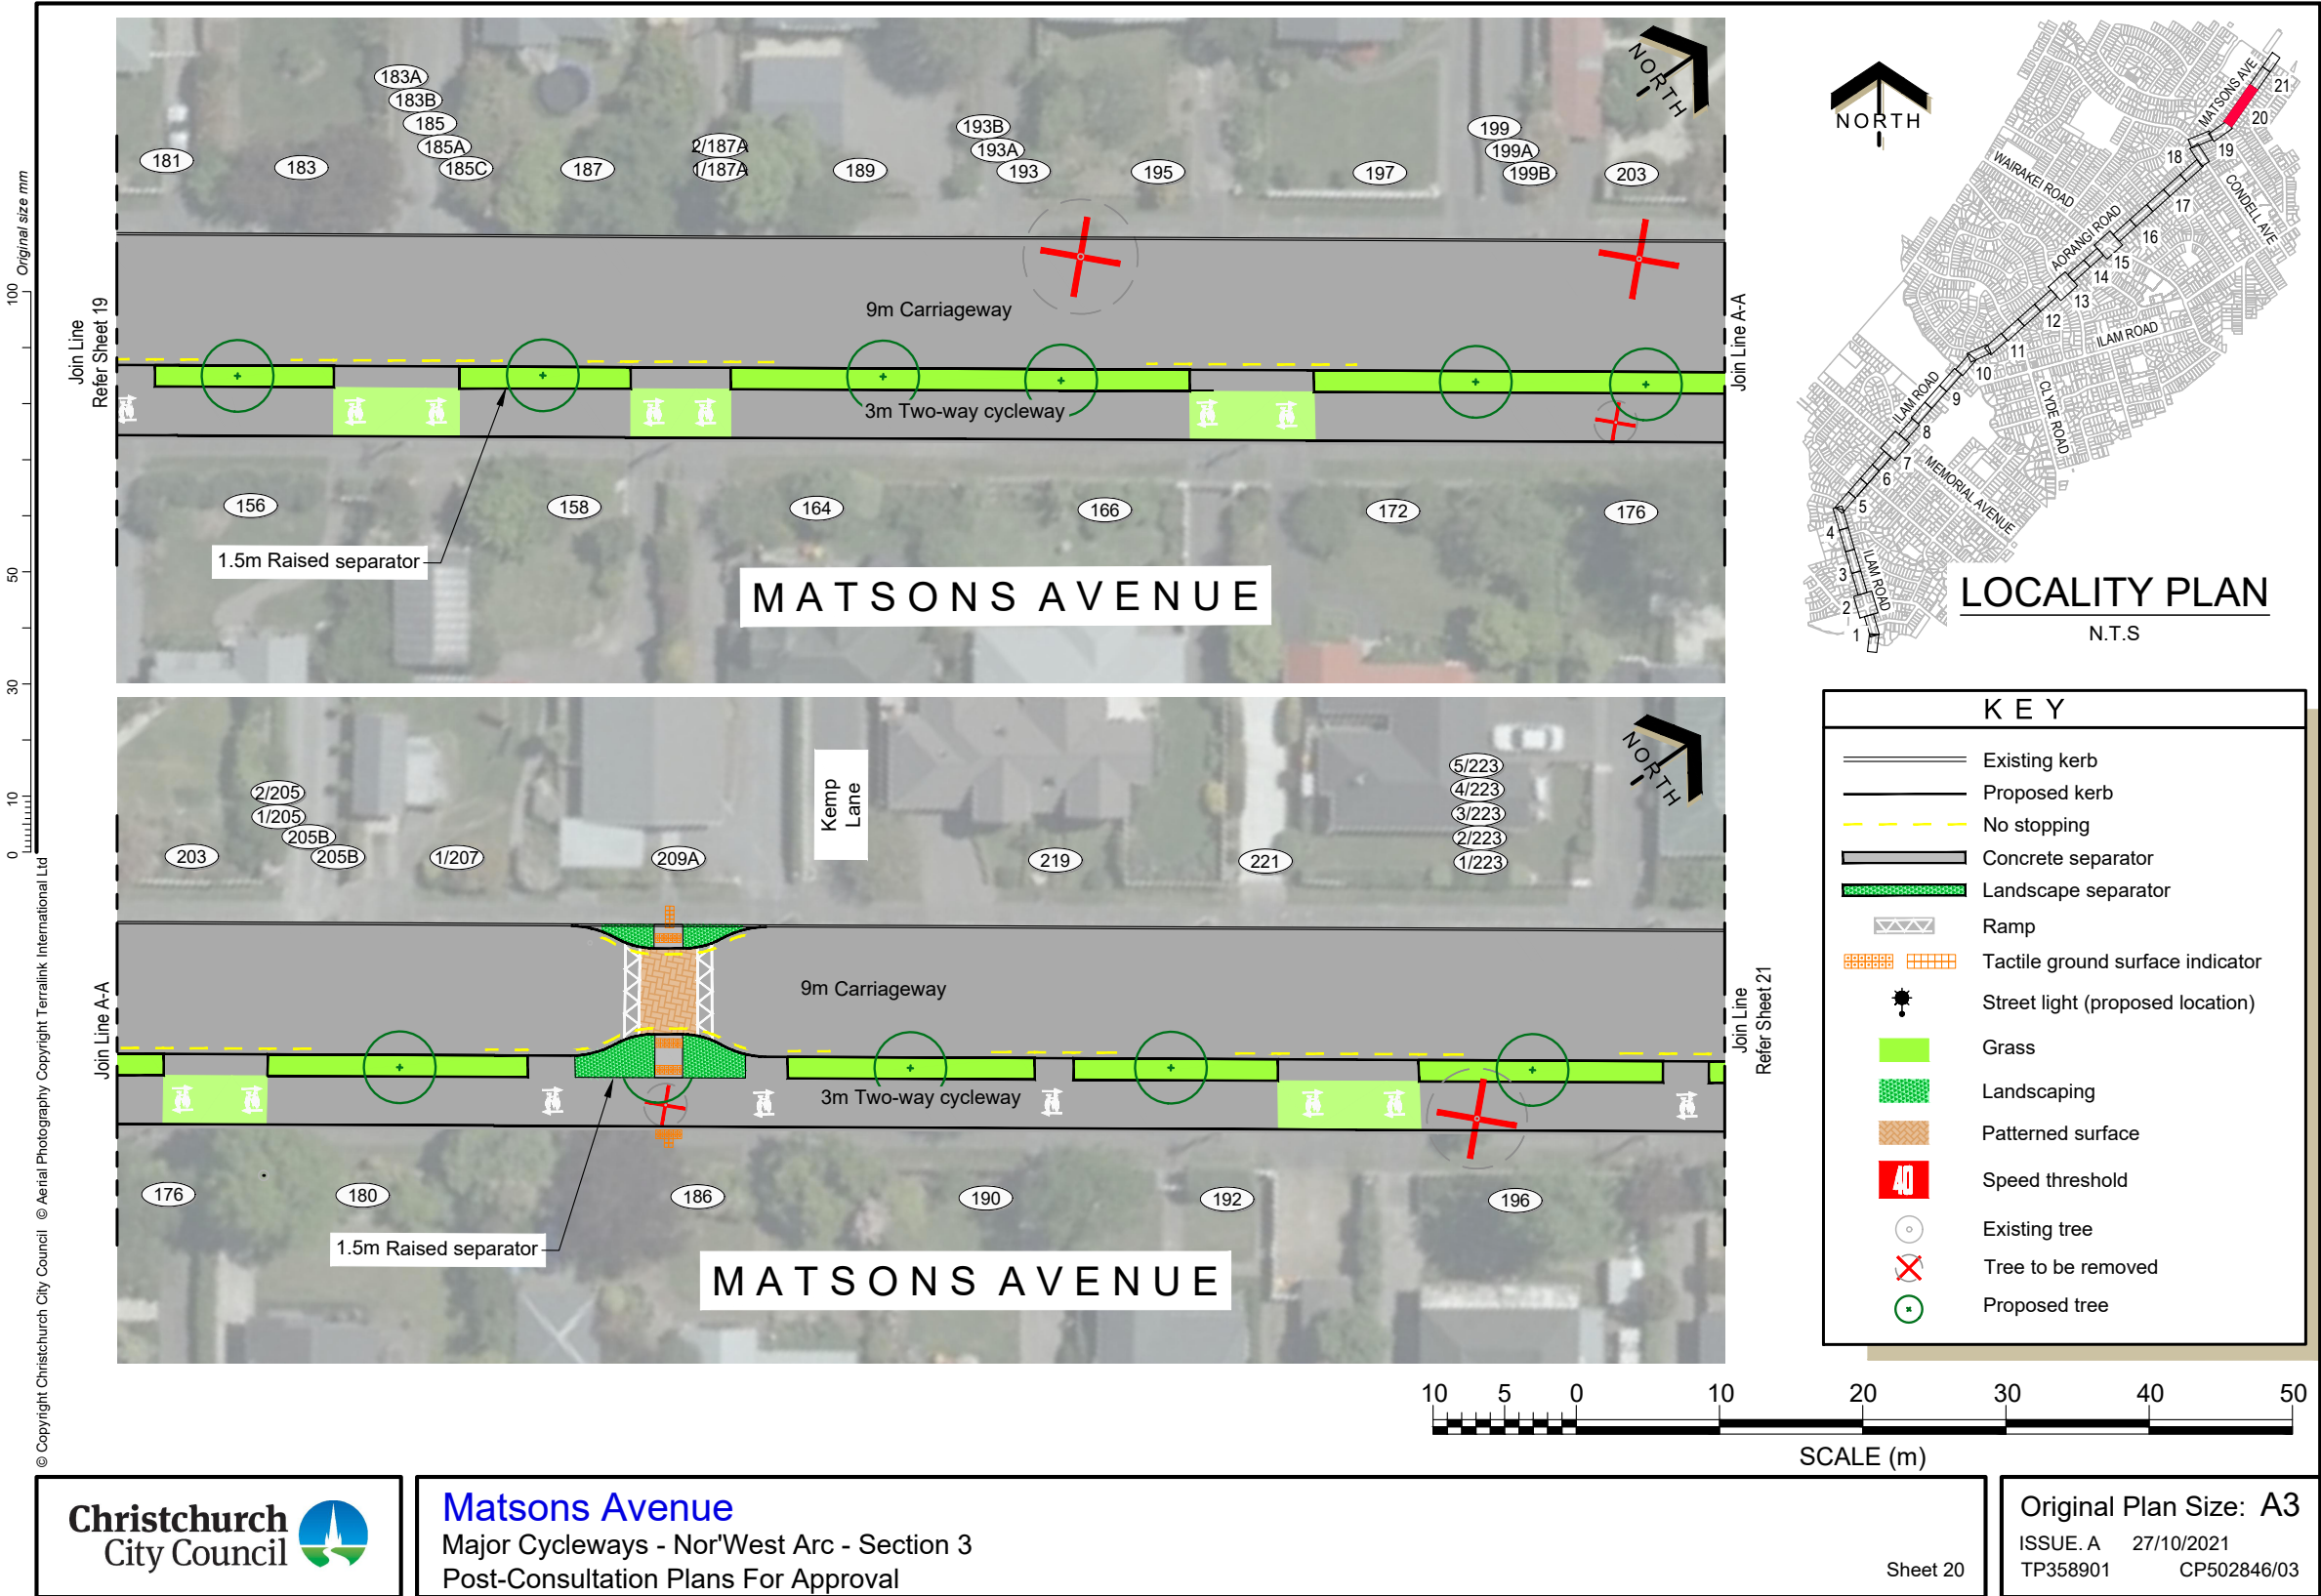 183A
183B
185
185A
185C
181
183
187
2/187A
1/187A
189
193B
193A
193
195
197
199
199A
199B
203
NORTH
9m Carriageway
3m Two-way cycleway
Join Line
Refer Sheet 19
Join Line A-A
156
158
164
166
172
176
1.5m Raised separator
MATSONS AVENUE
2/205
1/205
205B
205B
203
1/207
209A
Kemp
Lane
219
221
5/223
4/223
3/223
2/223
1/223
NORTH
9m Carriageway
3m Two-way cycleway
Join Line A-A
Join Line
Refer Sheet 21
176
180
186
190
192
196
1.5m Raised separator
MATSONS AVENUE
NORTH
MATSONS AVE
21
20
19
18
WAIRAKEI ROAD
CONDELL AVE
17
AORANGI ROAD
16
15
14
13
12
ILAM ROAD
11
10
ILAM ROAD
9
CLYDE ROAD
8
7
MEMORIAL AVENUE
6
5
4
ILAM ROAD
3
2
1
LOCALITY PLAN
N.T.S
KEY
Existing kerb
Proposed kerb
No stopping
Concrete separator
Landscape separator
Ramp
Tactile ground surface indicator
Street light (proposed location)
Grass
Landscaping
Patterned surface
40
Speed threshold
Existing tree
Tree to be removed
Proposed tree
10 5 0 10 20 30 40 50
SCALE (m)
Original size mm
100
50
30
10
0
© Copyright Christchurch City Council © Aerial Photography Copyright Terralink International Ltd
Christchurch
City Council
Matsons Avenue
Major Cycleways - Nor'West Arc - Section 3
Post-Consultation Plans For Approval
Sheet 20
Original Plan Size: A3
ISSUE. A 27/10/2021
TP358901 CP502846/03